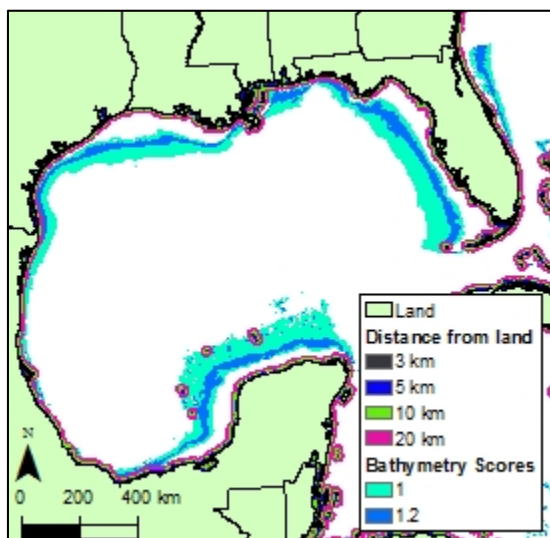 Land
Distance from land
3 km
5 km
10 km
20 km
Bathymetry Scores
1
1.2
N
0 200 400 km